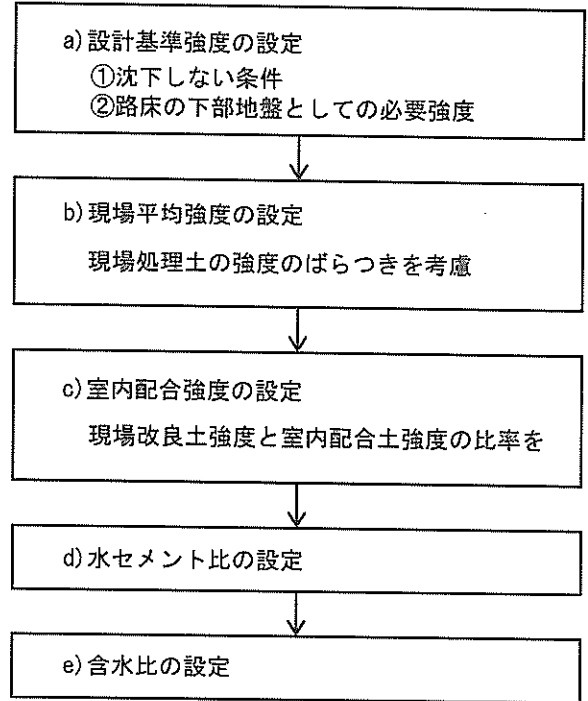 a)設計基準強度の設定
①沈下しない条件
②路床の下部地盤としての必要強度
b)現場平均強度の設定
現場処理土の強度のばらつきを考慮
c)室内配合強度の設定
現場改良土強度と室内配合土強度の比率を
d)水セメント比の設定
e)含水比の設定